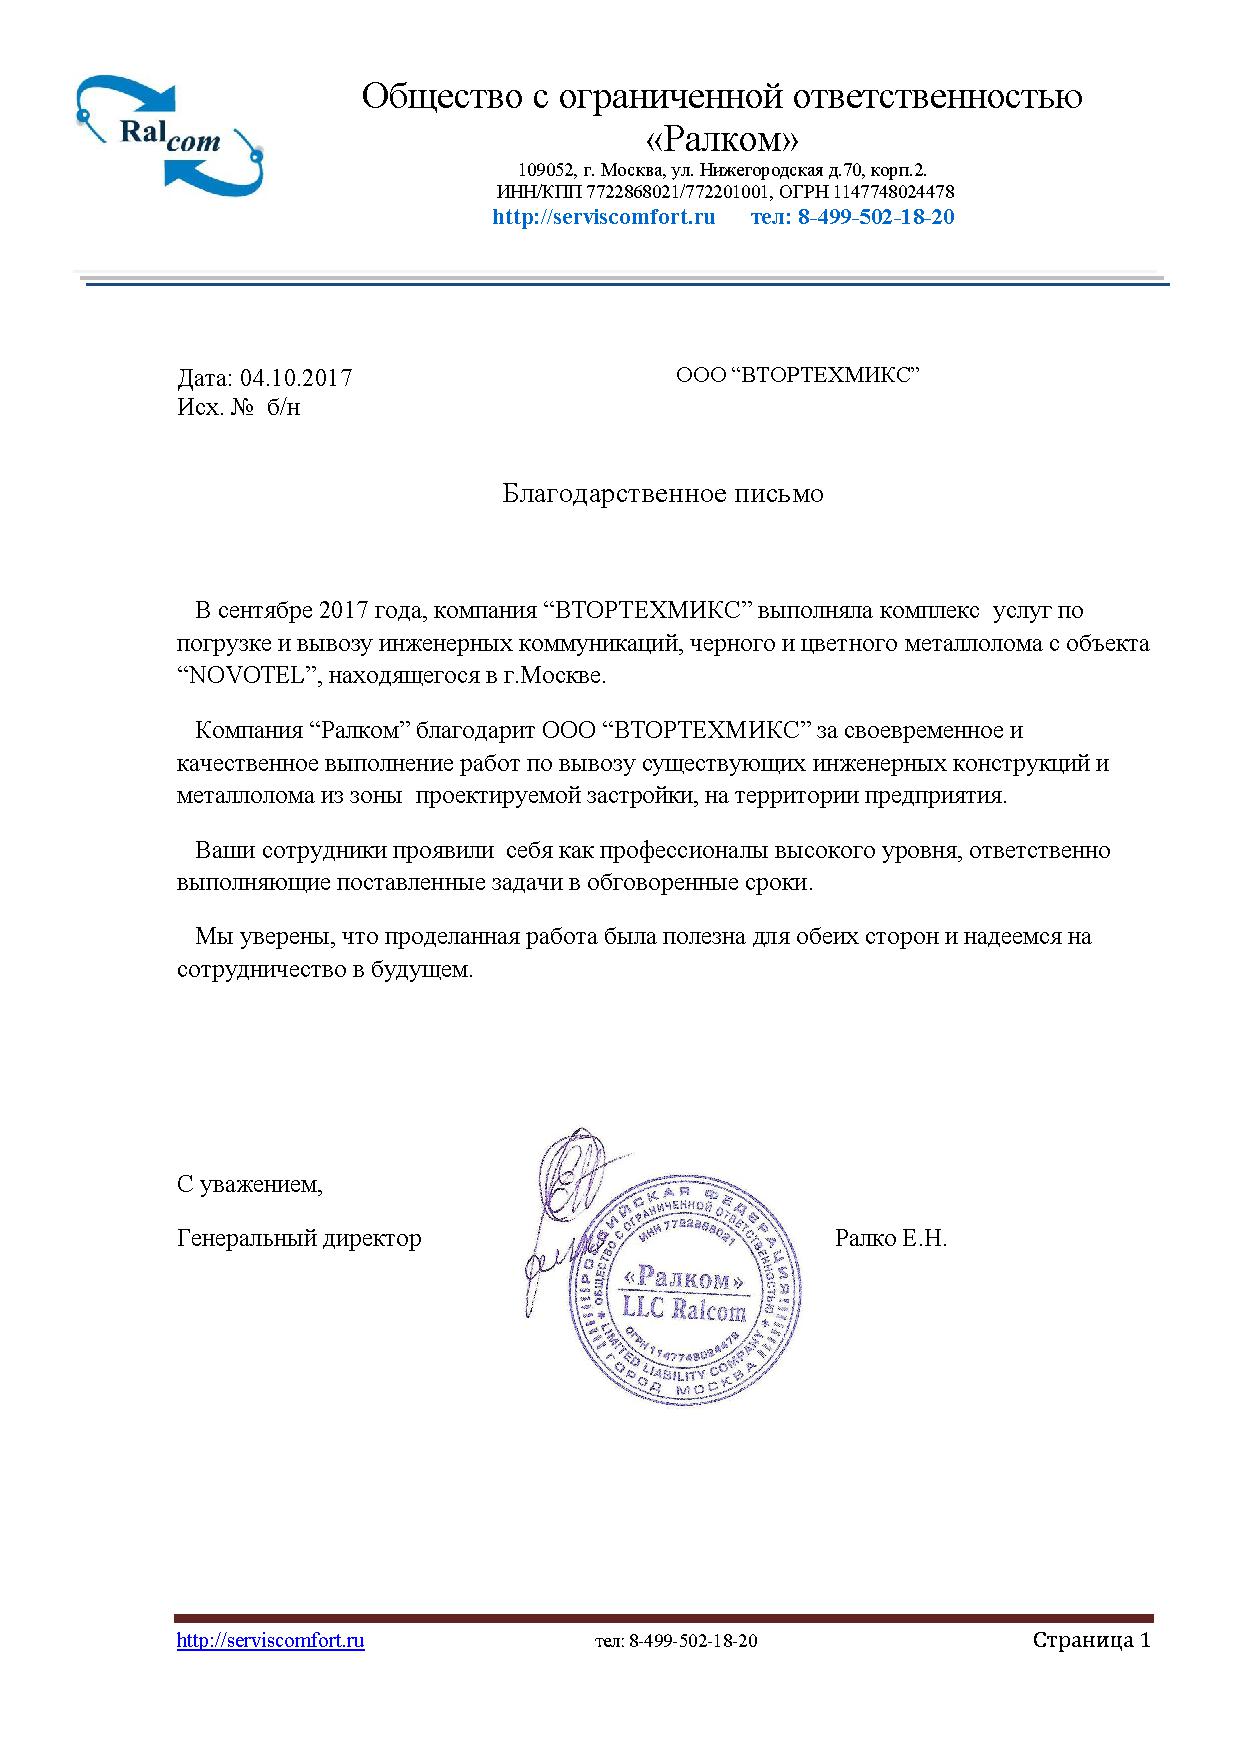 Ralcom
Общество с ограниченной ответственностью
«Ралком»
109052, г. Москва, ул. Нижегородская д.70, корп.2.
ИНН/КПП 7722868021/772201001, ОГРН 1147748024478
http://serviscomfort.ru тел: 8-499-502-18-20
Дата: 04.10.2017
ООО “ВТОРТЕХМИКС”
Исх. № б/н
Благодарственное письмо
В сентябре 2017 года, компания “ВТОРТЕХМИКС” выполняла комплекс услуг по
погрузке и вывозу инженерных коммуникаций, черного и цветного металлолома с объекта
“NOVOTEL”, находящегося в г.Москве.
Компания “Ралком” благодарит ООО “ВТОРТЕХМИКС” за своевременное и
качественное выполнение работ по вывозу существующих инженерных конструкций и
металлолома из зоны проектируемой застройки, на территории предприятия.
Ваши сотрудники проявили себя как профессионалы высокого уровня, ответственно
выполняющие поставленные задачи в обговоренные сроки.
Мы уверены, что проделанная работа была полезна для обеих сторон и надеемся на
сотрудничество в будущем.
С уважением,
Генеральный директор
Ралко Е.Н.
РОССИЙСКАЯ ФЕДЕРАЦИЯ
ОБЩЕСТВО С ОГРАНИЧЕННОЙ ОТВЕТСТВЕННОСТЬЮ
ИНН 7722868021
«Ралком»
LLC Ralcom
ОГРН 1147748024478
LIMITED LIABILITY COMPANY
ГОРОД МОСКВА
http://serviscomfort.ru
тел: 8-499-502-18-20
Страница 1